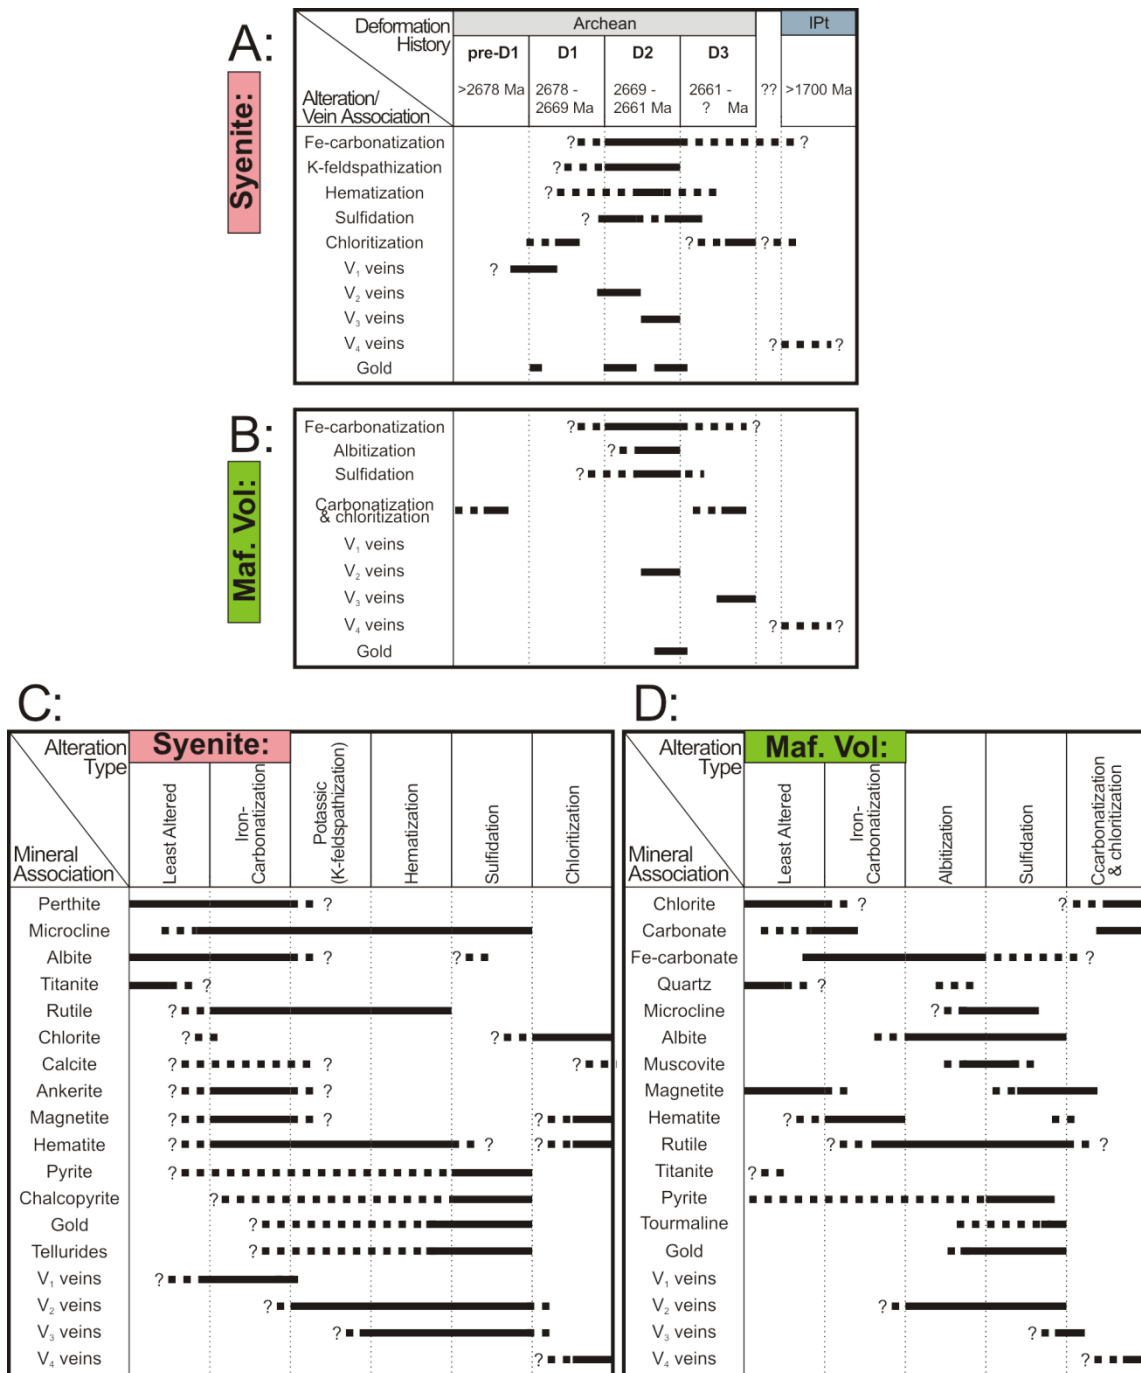 A:
Syenite:
Deformation
History
Alteration/
Vein Association
Archean
IPt
pre-D1
D1
D2
D3
>2678 Ma
2678 -
2669 Ma
2669 -
2661 Ma
2661 -
? Ma
??
>1700 Ma
Fe-carbonatization
? ?
K-feldspathization
?
Hematization
?
Sulfidation
?
Chloritization
? ?
V₁ veins
?
V₂ veins
V₃ veins
V₄ veins
? ?
Gold
B:
Maf. Vol:
Fe-carbonatization
? ?
Albitization
?
Sulfidation
?
Carbonatization
& chloritization
V₁ veins
V₂ veins
V₃ veins
V₄ veins
? ?
Gold
C:
Syenite:
Alteration
Type
Mineral
Association
Least Altered
Iron-
Carbonatization
Potassic
(K-feldspathization)
Hematization
Sulfidation
Chloritization
Perthite
?
Microcline
Albite
? ?
Titanite
?
Rutile
?
Chlorite
? ?
Calcite
? ? ?
Ankerite
? ?
Magnetite
? ? ?
Hematite
? ? ?
Pyrite
?
Chalcopyrite
?
Gold
?
Tellurides
?
V₁ veins
?
V₂ veins
?
V₃ veins
?
V₄ veins
?
D:
Maf. Vol:
Alteration
Type
Mineral
Association
Least Altered
Iron-
Carbonatization
Albitization
Sulfidation
Ccarbonatization
& chloritization
Chlorite
? ?
Carbonate
Fe-carbonate
?
Quartz
?
Microcline
?
Albite
Muscovite
Magnetite
Hematite
?
Rutile
? ?
Titanite
?
Pyrite
Tourmaline
Gold
V₁ veins
V₂ veins
?
V₃ veins
?
V₄ veins
?